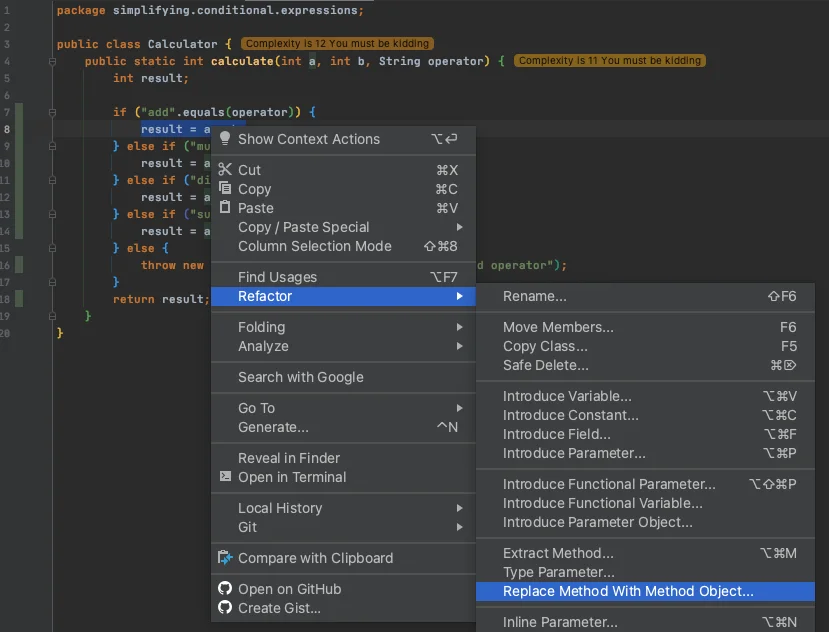 1 package simplifying.conditional.expressions;
2
3 public class Calculator { Complexity is 12 You must be kidding
4 public static int calculate(int a, int b, String operator) { Complexity is 11 You must be kidding
5 int result;
6
7 if ("add".equals(operator)) {
8 result = a
9 } else if ("mu
10 result = a
11 } else if ("di
12 result = a
13 } else if ("su
14 result = a
15 } else {
16 throw new d operator");
17 }
18 return result;
19 }
20 }
Show Context Actions ⌥⏎
Cut ⌘X
Copy ⌘C
Paste ⌘V
Copy / Paste Special
Column Selection Mode ⇧⌘8
Find Usages ⌥F7
Refactor
Folding
Analyze
Search with Google
Go To
Generate... ^N
Reveal in Finder
Open in Terminal
Local History
Git
Compare with Clipboard
Open on GitHub
Create Gist...
Rename... ⇧F6
Move Members... F6
Copy Class... F5
Safe Delete... ⌘⌦
Introduce Variable... ⌥⌘V
Introduce Constant... ⌥⌘C
Introduce Field... ⌥⌘F
Introduce Parameter... ⌥⌘P
Introduce Functional Parameter... ⌥⇧⌘P
Introduce Functional Variable...
Introduce Parameter Object...
Extract Method... ⌥⌘M
Type Parameter...
Replace Method With Method Object...
Inline Parameter... ⌥⌘N